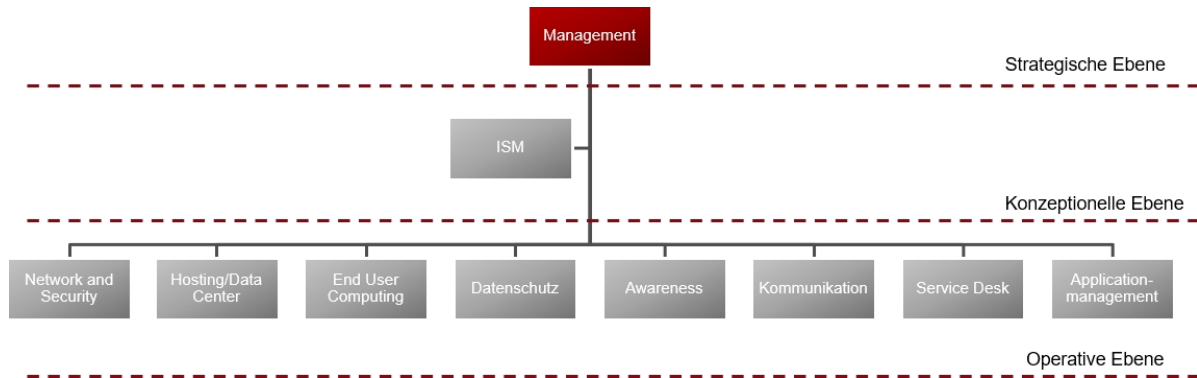 Management
Strategische Ebene
ISM
Konzeptionelle Ebene
Network and
Security
Hosting/Data
Center
End User
Computing
Datenschutz
Awareness
Kommunikation
Service Desk
Application-
management
Operative Ebene